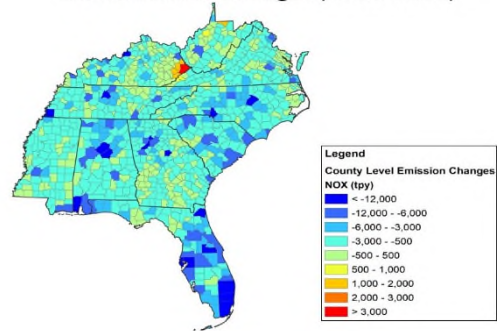 Legend
County Level Emission Changes
NOX (tpy)
< -12,000
-12,000 - -6,000
-6,000 - -3,000
-3,000 - -500
-500 - 500
500 - 1,000
1,000 - 2,000
2,000 - 3,000
> 3,000